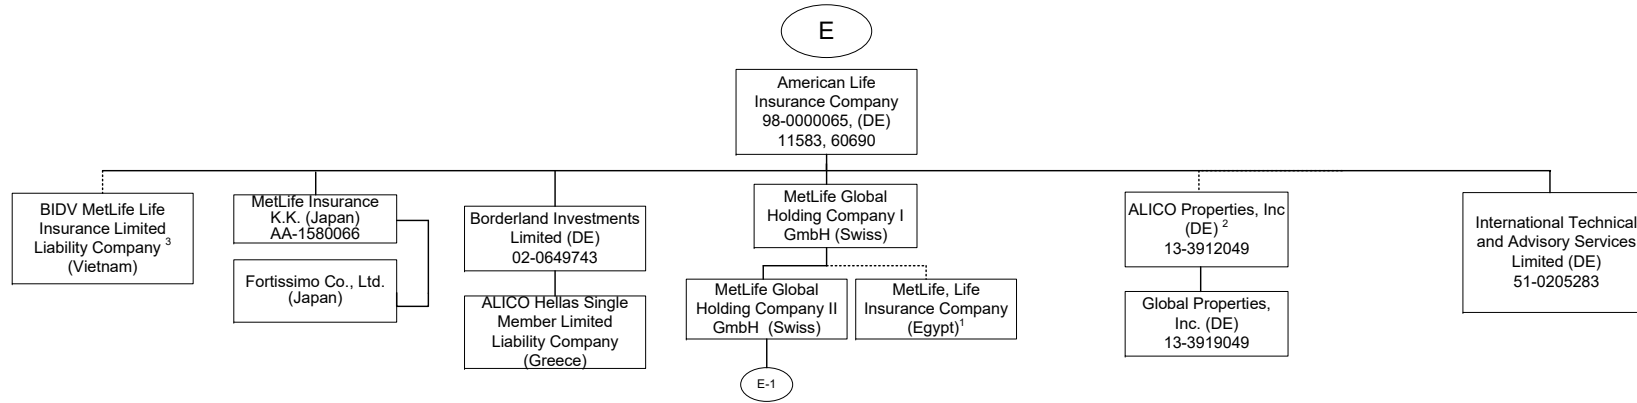 E
American Life
Insurance Company
98-0000065, (DE)
11583, 60690
BIDV MetLife Life
Insurance Limited
Liability Company 3
(Vietnam)
MetLife Insurance
K.K. (Japan)
AA-1580066
Fortissimo Co., Ltd.
(Japan)
Borderland Investments
Limited (DE)
02-0649743
ALICO Hellas Single
Member Limited
Liability Company
(Greece)
MetLife Global
Holding Company I
GmbH (Swiss)
MetLife Global
Holding Company II
GmbH (Swiss)
E-1
MetLife, Life
Insurance Company
(Egypt)1
ALICO Properties, Inc
(DE) 2
13-3912049
Global Properties,
Inc. (DE)
13-3919049
International Technical
and Advisory Services
Limited (DE)
51-0205283